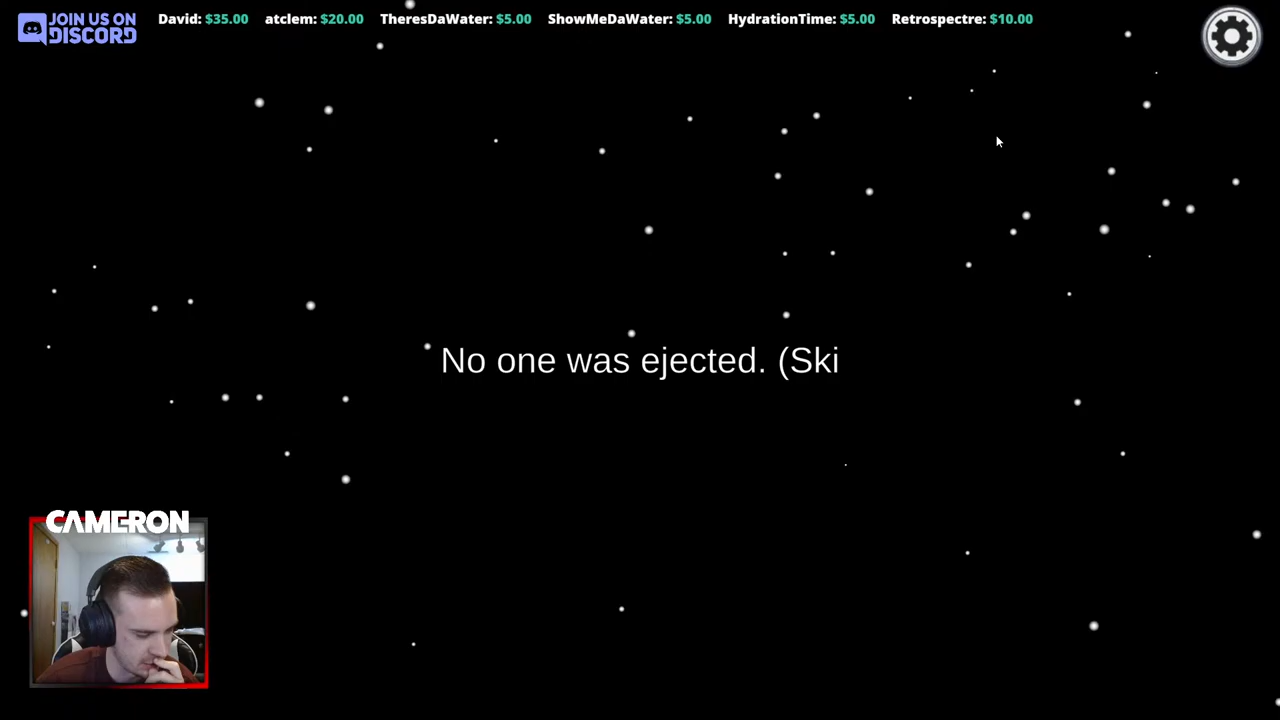 JOIN US ON
DISCORD
David: $35.00 atclem: $20.00 TheresDaWater: $5.00 ShowMeDaWater: $5.00 HydrationTime: $5.00 Retrospectre: $10.00
No one was ejected. (Ski
CAMERON